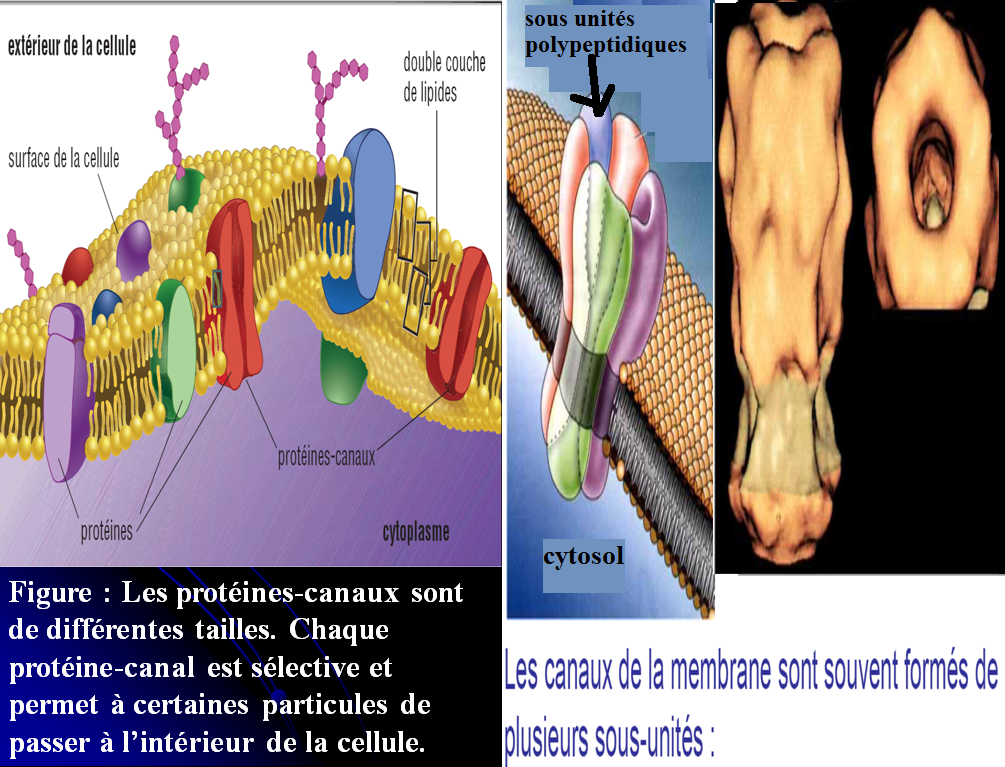 extérieur de la cellule
double couche
de lipides
surface de la cellule
protéines-canaux
protéines
cytoplasme
Figure : Les protéines-canaux sont
de différentes tailles. Chaque
protéine-canal est sélective et
permet à certaines particules de
passer à l’intérieur de la cellule.
sous unités
polypeptidiques
cytosol
Les canaux de la membrane sont souvent formés de
plusieurs sous-unités :